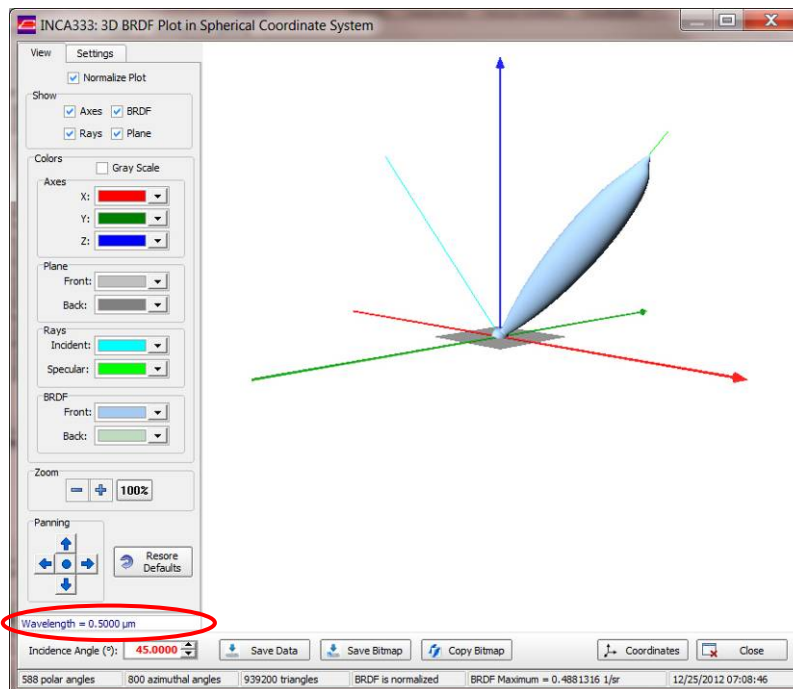 INCA333: 3D BRDF Plot in Spherical Coordinate System
View Settings
Normalize Plot
Show
Axes BRDF
Rays Plane
Colors
Gray Scale
Axes
X:
Y:
Z:
Plane
Front:
Back:
Rays
Incident:
Specular:
BRDF
Front:
Back:
Zoom
100%
Panning
Resore
Defaults
Wavelength = 0.5000 µm
Incidence Angle (º): 45.0000 Save Data Save Bitmap Copy Bitmap Coordinates Close
588 polar angles 800 azimuthal angles 939200 triangles BRDF is normalized BRDF Maximum = 0.4881316 1/sr 12/25/2012 07:08:46